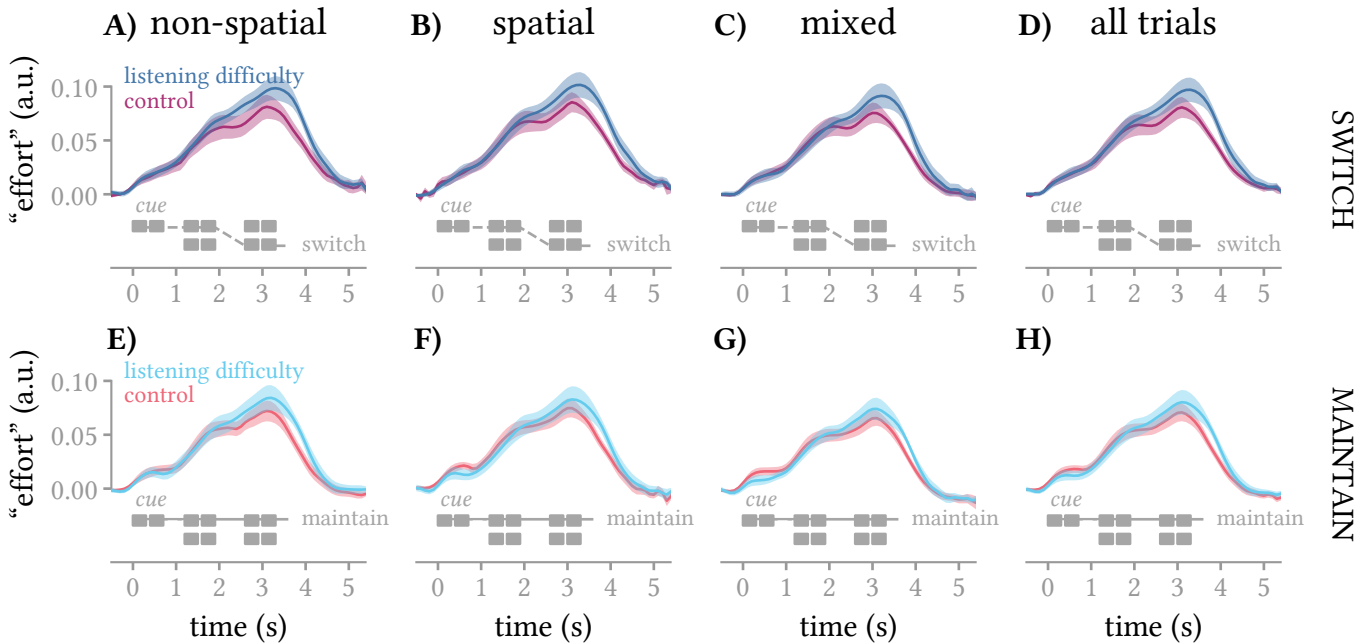 A) non-spatial
B) spatial
C) mixed
D) all trials
listening difficulty
control
"effort" (a.u.)
0.10
0.05
0.00
cue
switch
cue
switch
cue
switch
cue
switch
SWITCH
0 1 2 3 4 5
0 1 2 3 4 5
0 1 2 3 4 5
0 1 2 3 4 5
E)
F)
G)
H)
listening difficulty
control
“effort” (a.u.)
0.10
0.05
0.00
cue
maintain
cue
maintain
cue
maintain
cue
maintain
MAINTAIN
0 1 2 3 4 5
0 1 2 3 4 5
0 1 2 3 4 5
0 1 2 3 4 5
time (s)
time (s)
time (s)
time (s)